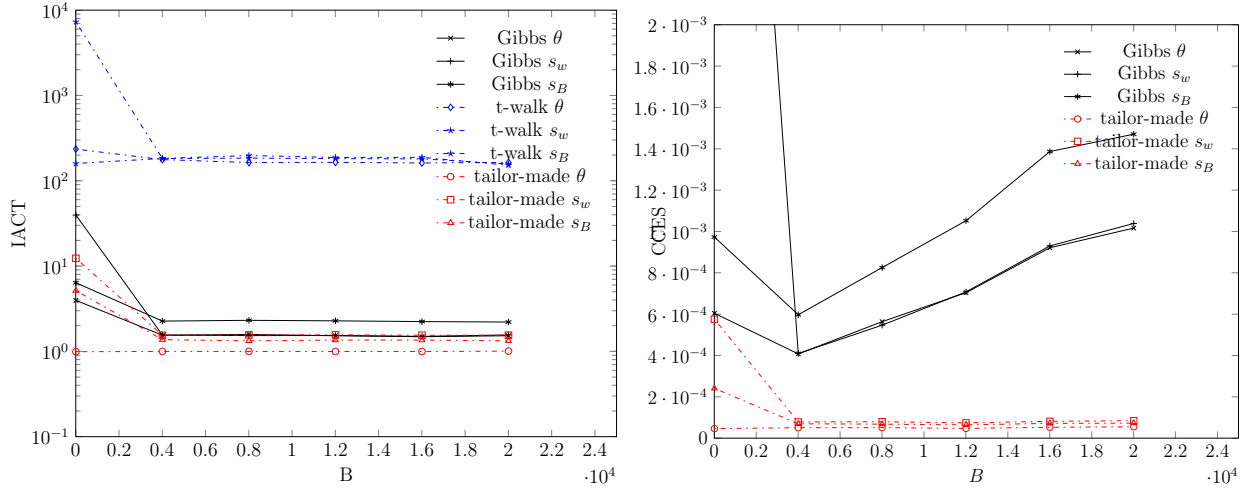 10^4
10^3
10^2
10^1
10^0
10^−1
IACT
0 0.2 0.4 0.6 0.8 1 1.2 1.4 1.6 1.8 2 2.2 2.4
·10^4
B
Gibbs θ
Gibbs s_w
Gibbs s_B
t-walk θ
t-walk s_w
t-walk s_B
tailor-made θ
tailor-made s_w
tailor-made s_B
2 · 10^−3
1.8 · 10^−3
1.6 · 10^−3
1.4 · 10^−3
1.2 · 10^−3
1 · 10^−3
8 · 10^−4
6 · 10^−4
4 · 10^−4
2 · 10^−4
0
CCES
0 0.2 0.4 0.6 0.8 1 1.2 1.4 1.6 1.8 2 2.2 2.4
·10^4
B
Gibbs θ
Gibbs s_w
Gibbs s_B
tailor-made θ
tailor-made s_w
tailor-made s_B